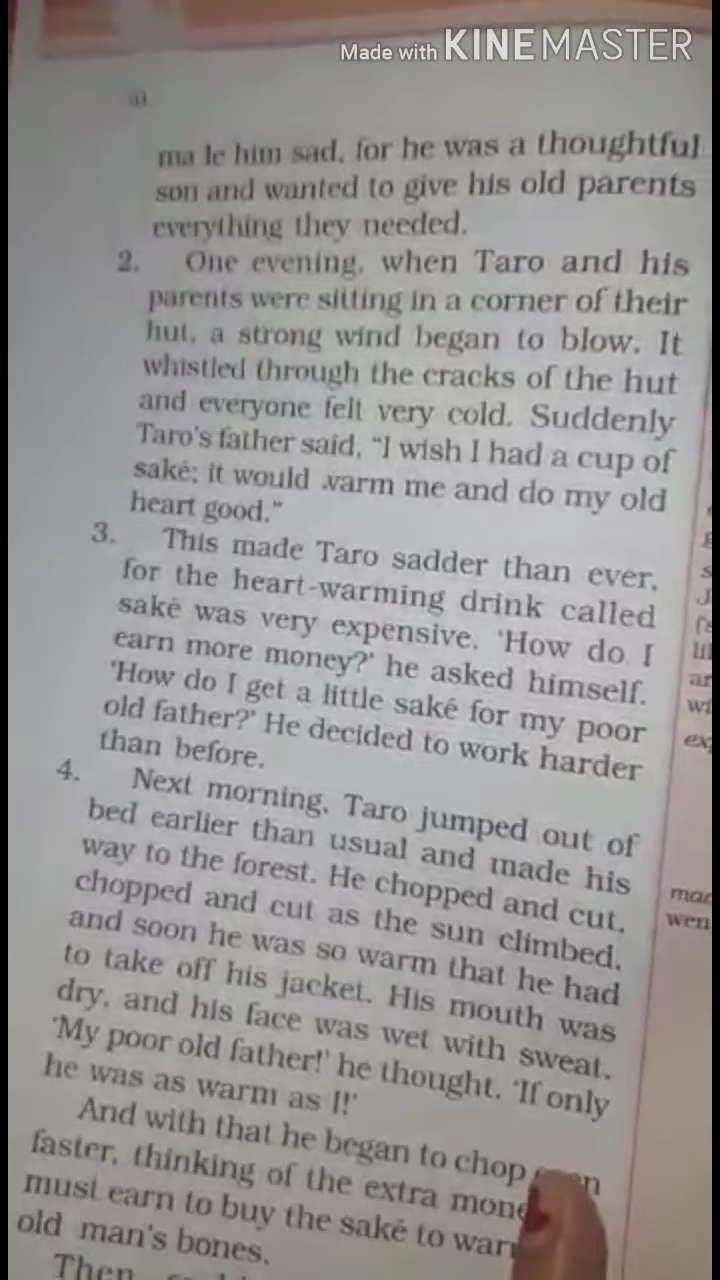 Made with KINEMASTER
made him sad, for he was a thoughtful
son and wanted to give his old parents
everything they needed.
2. One evening, when Taro and his
parents were sitting in a corner of their
hut, a strong wind began to blow. It
whistled through the cracks of the hut
and everyone felt very cold. Suddenly
Taro's father said, "I wish I had a cup of
saké; it would warm me and do my old
heart good."
3. This made Taro sadder than ever,
for the heart-warming drink called
saké was very expensive. 'How do I
earn more money?' he asked himself.
'How do I get a little saké for my poor
old father?' He decided to work harder
than before.
4. Next morning, Taro jumped out of
bed earlier than usual and made his
way to the forest. He chopped and cut,
chopped and cut as the sun climbed,
and soon he was so warm that he had
to take off his jacket. His mouth was
dry, and his face was wet with sweat.
'My poor old father!' he thought. 'If only
he was as warm as I!'
And with that he began to chop
faster, thinking of the extra
must earn to buy the saké to
old man's bones.
Then